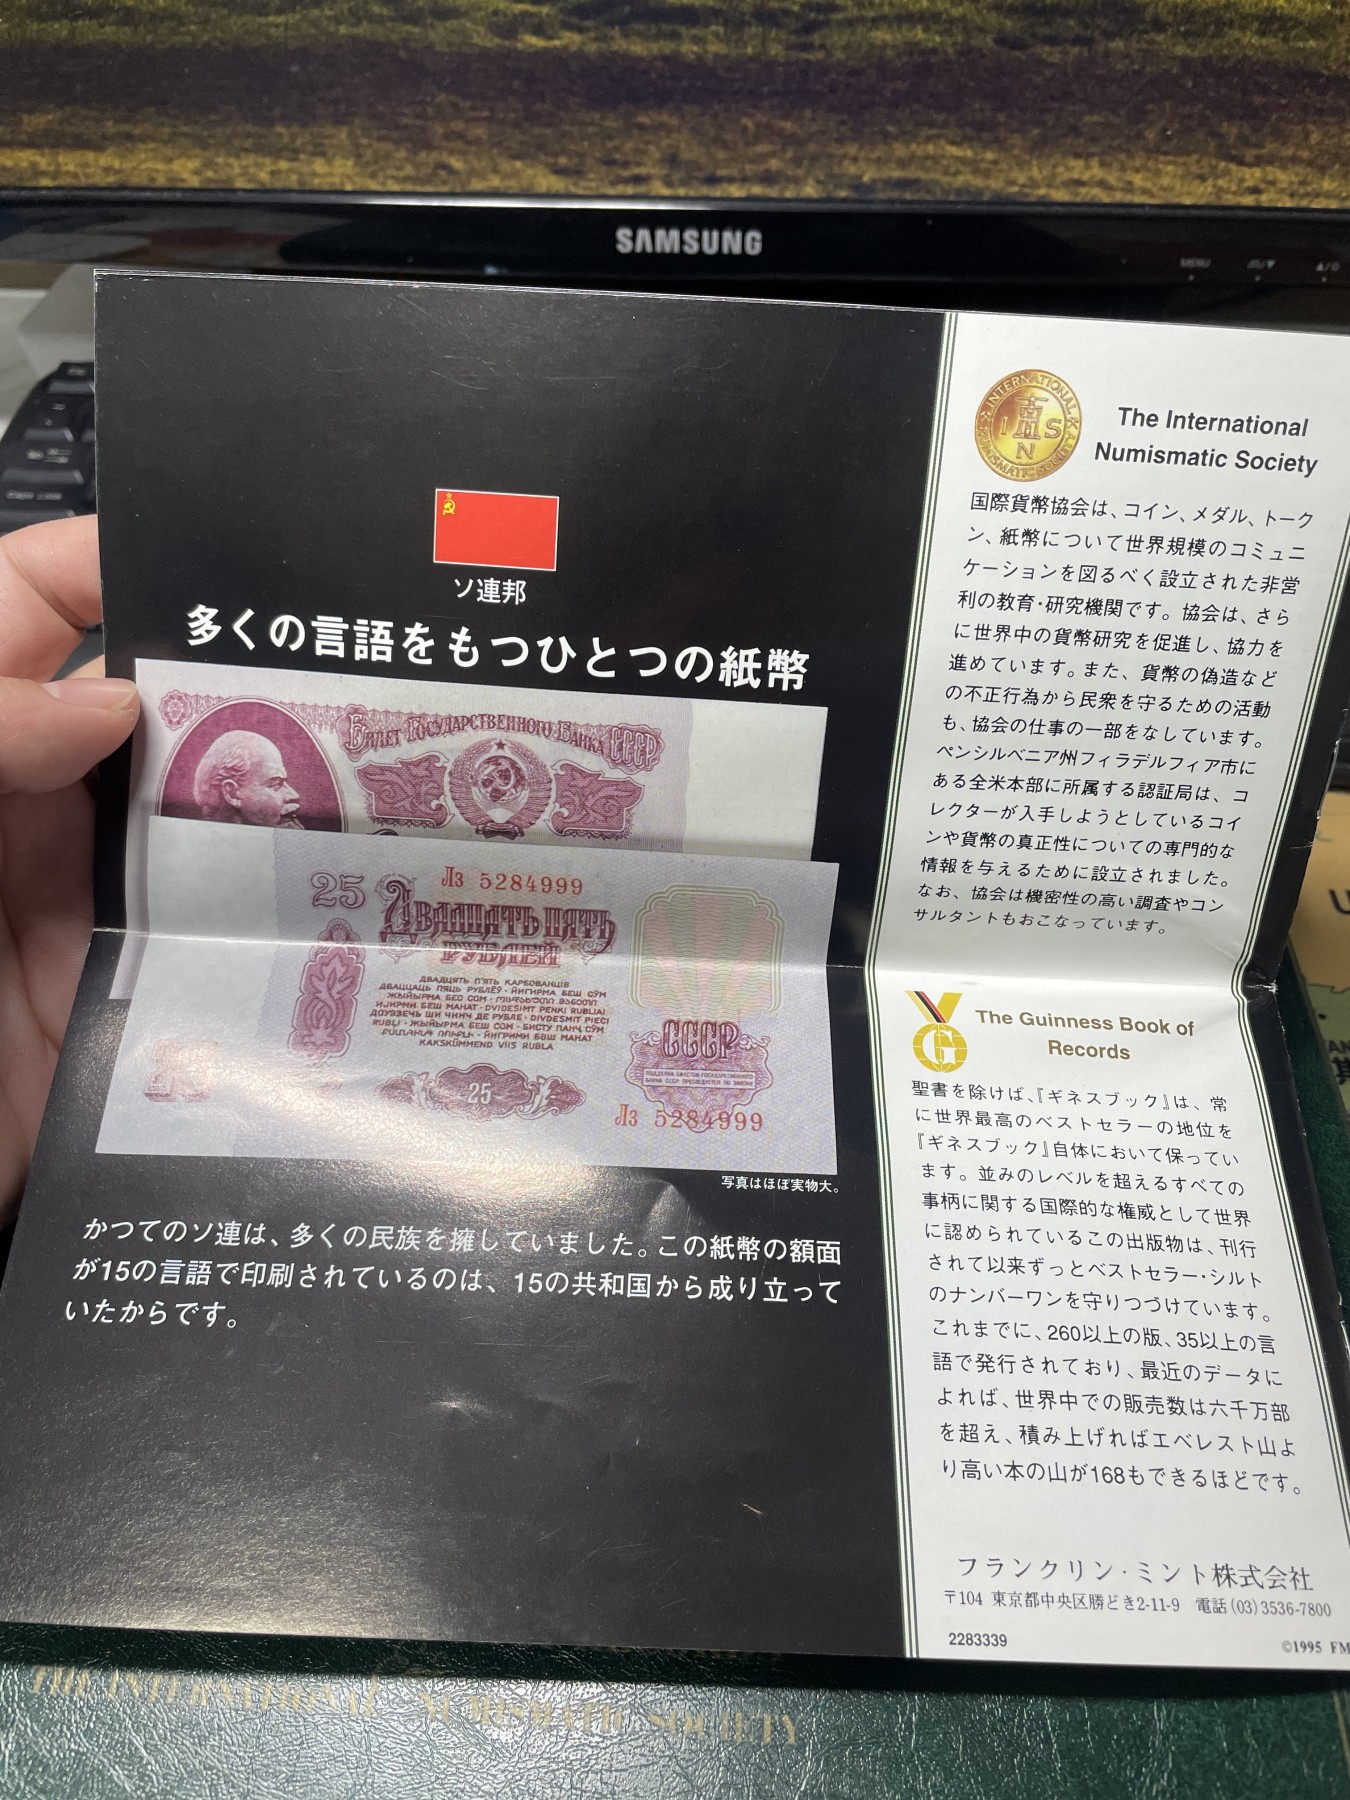 SAMSUNG
MENU
ソ連邦
多くの言語をもつひとつの紙幣
Билет Государственного Банка СССР
Лз 5284999
25
Двадцать пять
рублей
ДВАДЦЯТЬ П'ЯТЬ КАРБОВАНЦІВ
ДВАЦЦАЦЬ ПЯЦЬ РУБЛЁЎ · ЙИГИРМА БЕШ СЎМ
DIVDESMIT PIECI
RUBĻI · ЖЫЙЫРМА БЕШ СОМ · БИСТУ ПАНҶ СӮМ
KAKSKÜMMEND VIIS RUBLA
СССР
25
Лз 5284999
写真はほぼ実物大。
かつてのソ連は、多くの民族を擁していました。この紙幣の額面
が15の言語で印刷されているのは、15の共和国から成り立って
いたからです。
INTERNATIONAL
NUMISMATIC SOCIETY
I S
N
The International
Numismatic Society
国際貨幣協会は、コイン、メダル、トーク
ン、紙幣について世界規模のコミュニ
ケーションを図るべく設立された非営
利の教育・研究機関です。協会は、さら
に世界中の貨幣研究を促進し、協力を
進めています。また、貨幣の偽造など
の不正行為から民衆を守るための活動
も、協会の仕事の一部をなしています。
ペンシルベニア州フィラデルフィア市に
ある全米本部に所属する認証局は、コ
レクターが入手しようとしているコイ
ンや貨幣の真正性についての専門的な
情報を与えるために設立されました。
なお、協会は機密性の高い調査やコン
サルタントもおこなっています。
The Guinness Book of
Records
聖書を除けば、『ギネスブック』は、常
に世界最高のベストセラーの地位を
『ギネスブック』自体において保ってい
ます。並みのレベルを超えるすべての
事柄に関する国際的な権威として世界
に認められているこの出版物は、刊行
されて以来ずっとベストセラー・シルト
のナンバーワンを守りつづけています。
これまでに、260以上の版、35以上の言
語で発行されており、最近のデータに
よれば、世界中での販売数は六千万部
を超え、積み上げればエベレスト山よ
り高い本の山が168もできるほどです。
フランクリン・ミント株式会社
〒104 東京都中央区勝どき2-11-9 電話(03)3536-7800
2283339
©1995 FM
THE INTERNATIONAL NUMISMATIC SOCIETY